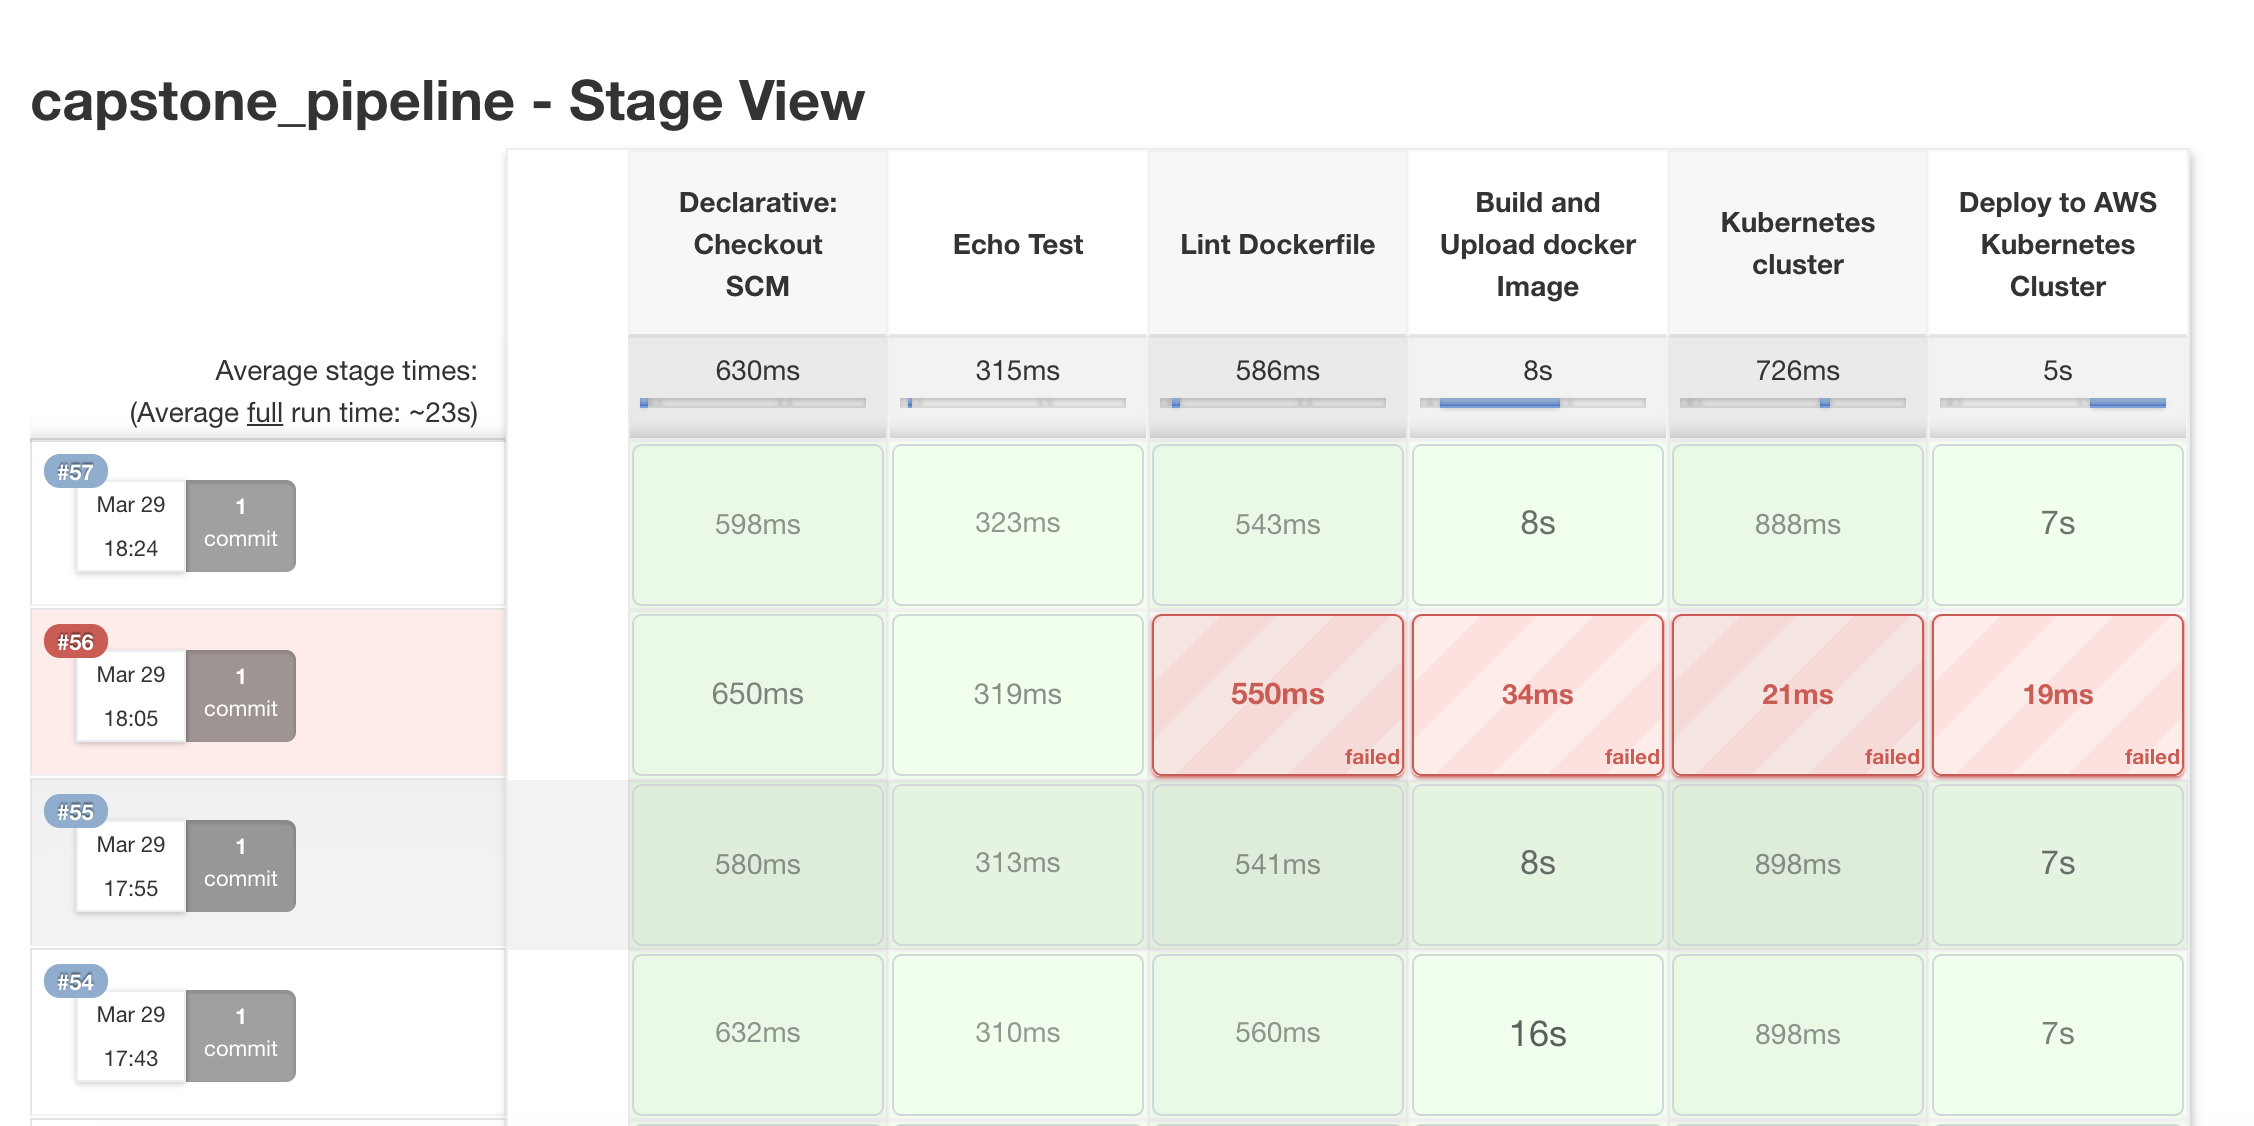 capstone_pipeline - Stage View
Declarative:
Checkout
SCM
Echo Test
Lint Dockerfile
Build and
Upload docker
Image
Kubernetes
cluster
Deploy to AWS
Kubernetes
Cluster
Average stage times:
(Average full run time: ~23s)
630ms
315ms
586ms
8s
726ms
5s
#57
Mar 29
18:24
1
commit
598ms
323ms
543ms
8s
888ms
7s
#56
Mar 29
18:05
1
commit
650ms
319ms
550ms
failed
34ms
failed
21ms
failed
19ms
failed
#55
Mar 29
17:55
1
commit
580ms
313ms
541ms
8s
898ms
7s
#54
Mar 29
17:43
1
commit
632ms
310ms
560ms
16s
898ms
7s